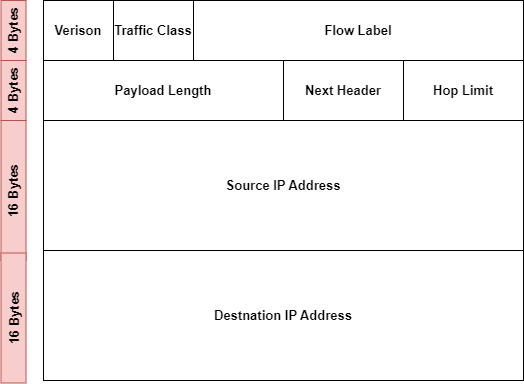 4 Bytes
Verison
Traffic Class
Flow Label
4 Bytes
Payload Length
Next Header
Hop Limit
16 Bytes
Source IP Address
16 Bytes
Destnation IP Address